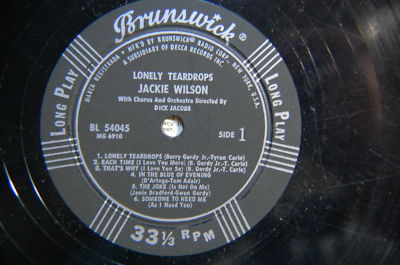 Brunswick ®
MARCA REGISTRADA • MFR'D BY BRUNSWICK RADIO CORP., NEW YORK, U.S.A.
A SUBSIDIARY OF DECCA RECORDS INC.
LONG PLAY
LONG PLAY
LONELY TEARDROPS
JACKIE WILSON
With Chorus And Orchestra Directed By
DICK JACOBS
BL 54045
MG 6910
SIDE 1
1. LONELY TEARDROPS (Berry Gordy Jr.-Tyran Carlo)
2. EACH TIME (I Love You More) (B. Gordy Jr.-T. Carlo)
3. THAT'S WHY (I Love You So) (B. Gordy Jr.-T. Carlo)
4. IN THE BLUE OF EVENING
(D'Artega-Tom Adair)
5. THE JOKE (Is Not On Me)
(Janie Bradford-Gwen Gordy)
6. SOMEONE TO NEED ME
(As I Need You)
Brunswick
33 1/3 RPM